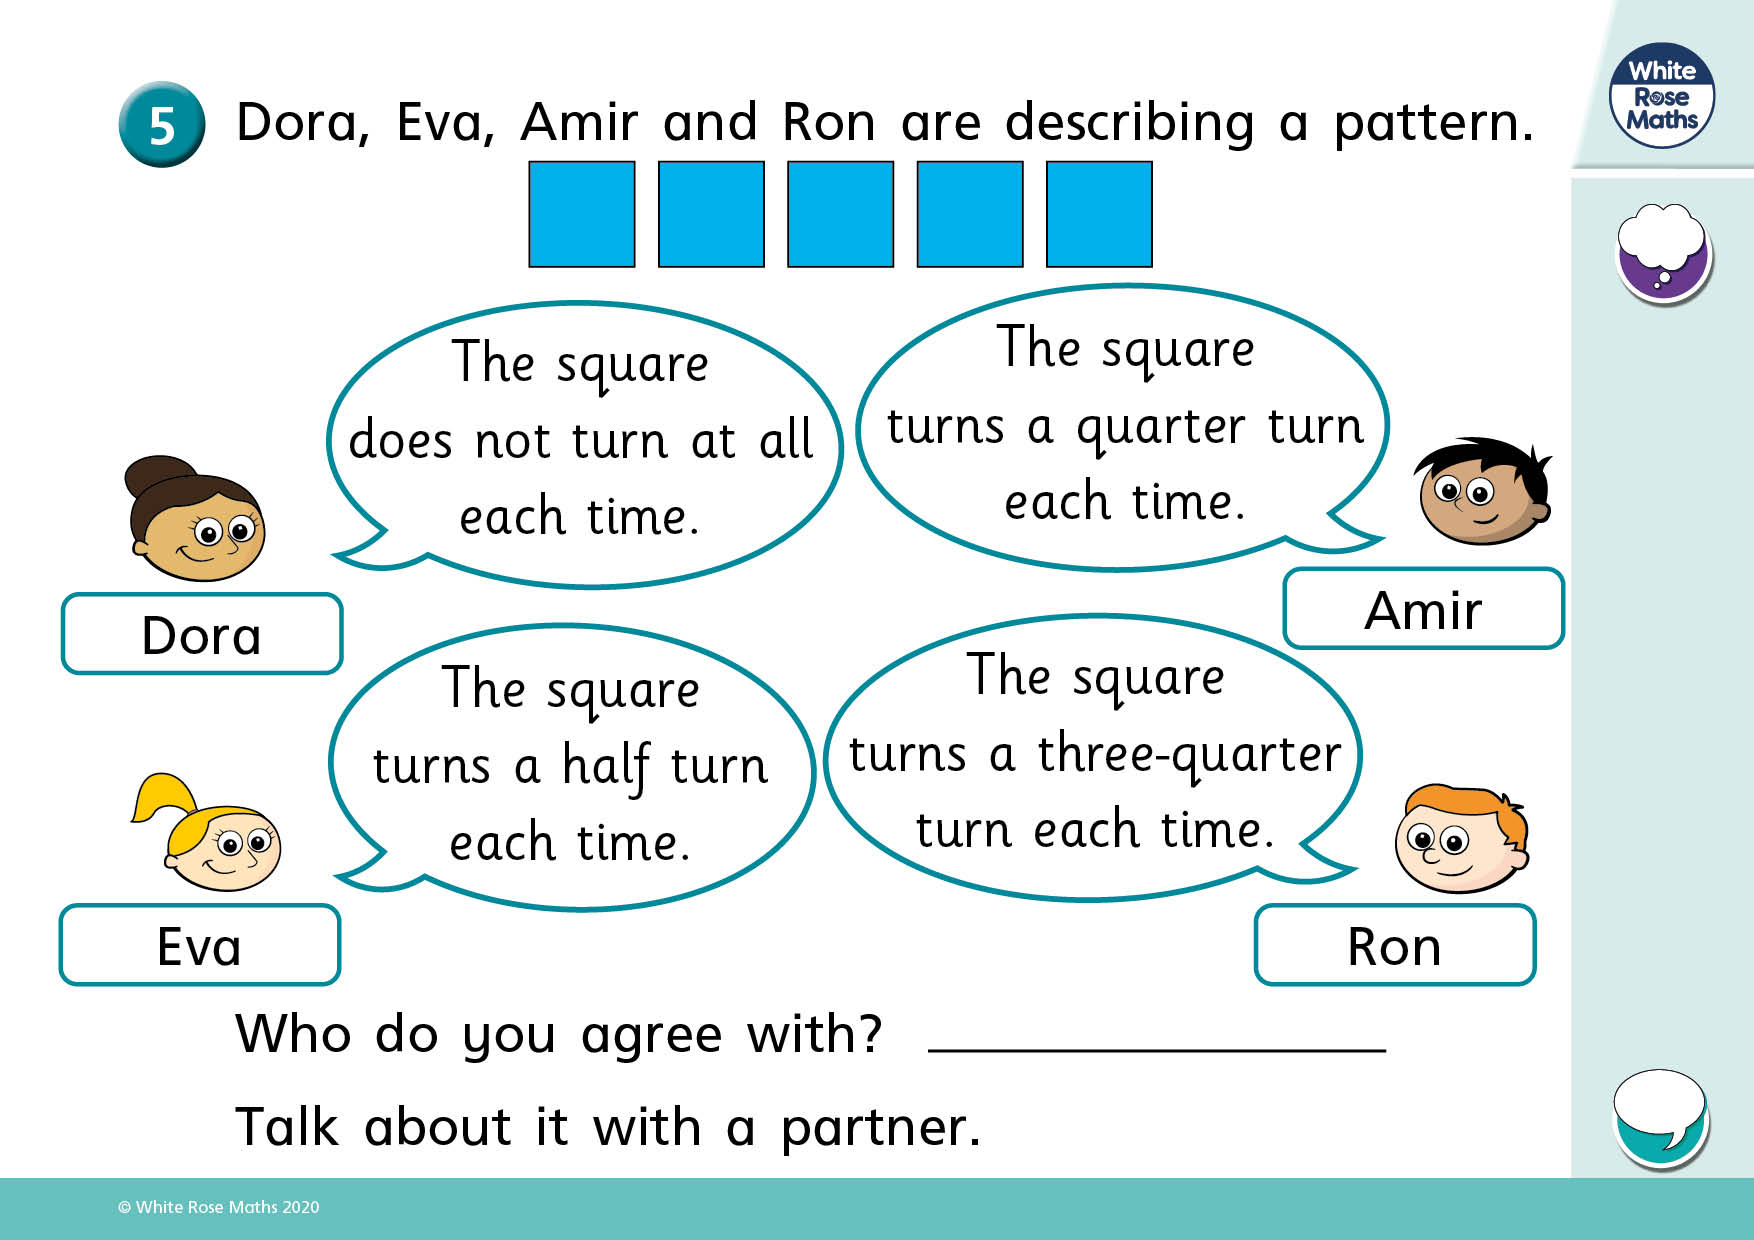 5 Dora, Eva, Amir and Ron are describing a pattern.
White
Rose
Maths
The square
does not turn at all
each time.
Dora
The square
turns a quarter turn
each time.
Amir
The square
turns a half turn
each time.
Eva
The square
turns a three-quarter
turn each time.
Ron
Who do you agree with?
Talk about it with a partner.
© White Rose Maths 2020